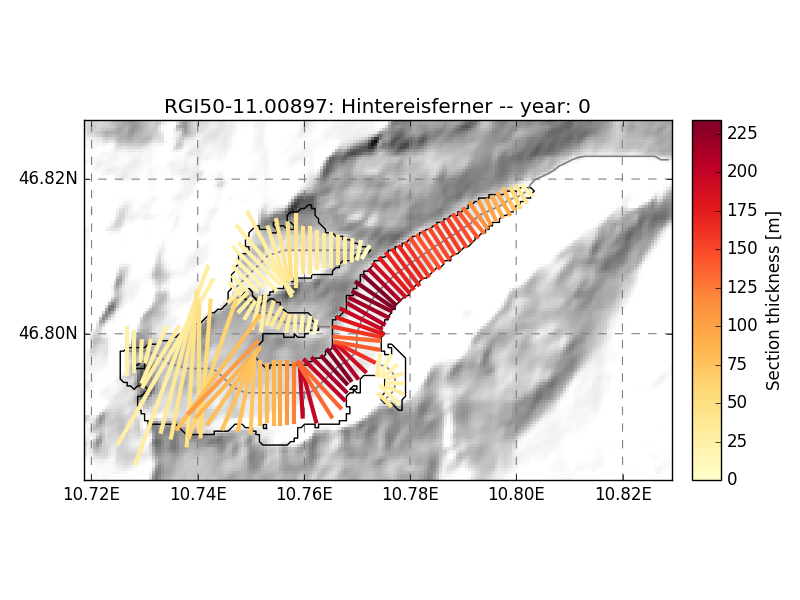 RGI50-11.00897: Hintereisferner -- year: 0
46.82N
46.80N
10.72E 10.74E 10.76E 10.78E 10.80E 10.82E
225
200
175
150
125
100
75
50
25
0
Section thickness [m]